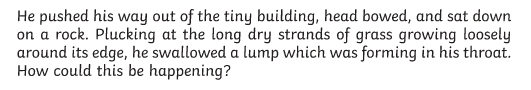 He pushed his way out of the tiny building, head bowed, and sat down
on a rock. Plucking at the long dry strands of grass growing loosely
around its edge, he swallowed a lump which was forming in his throat.
How could this be happening?